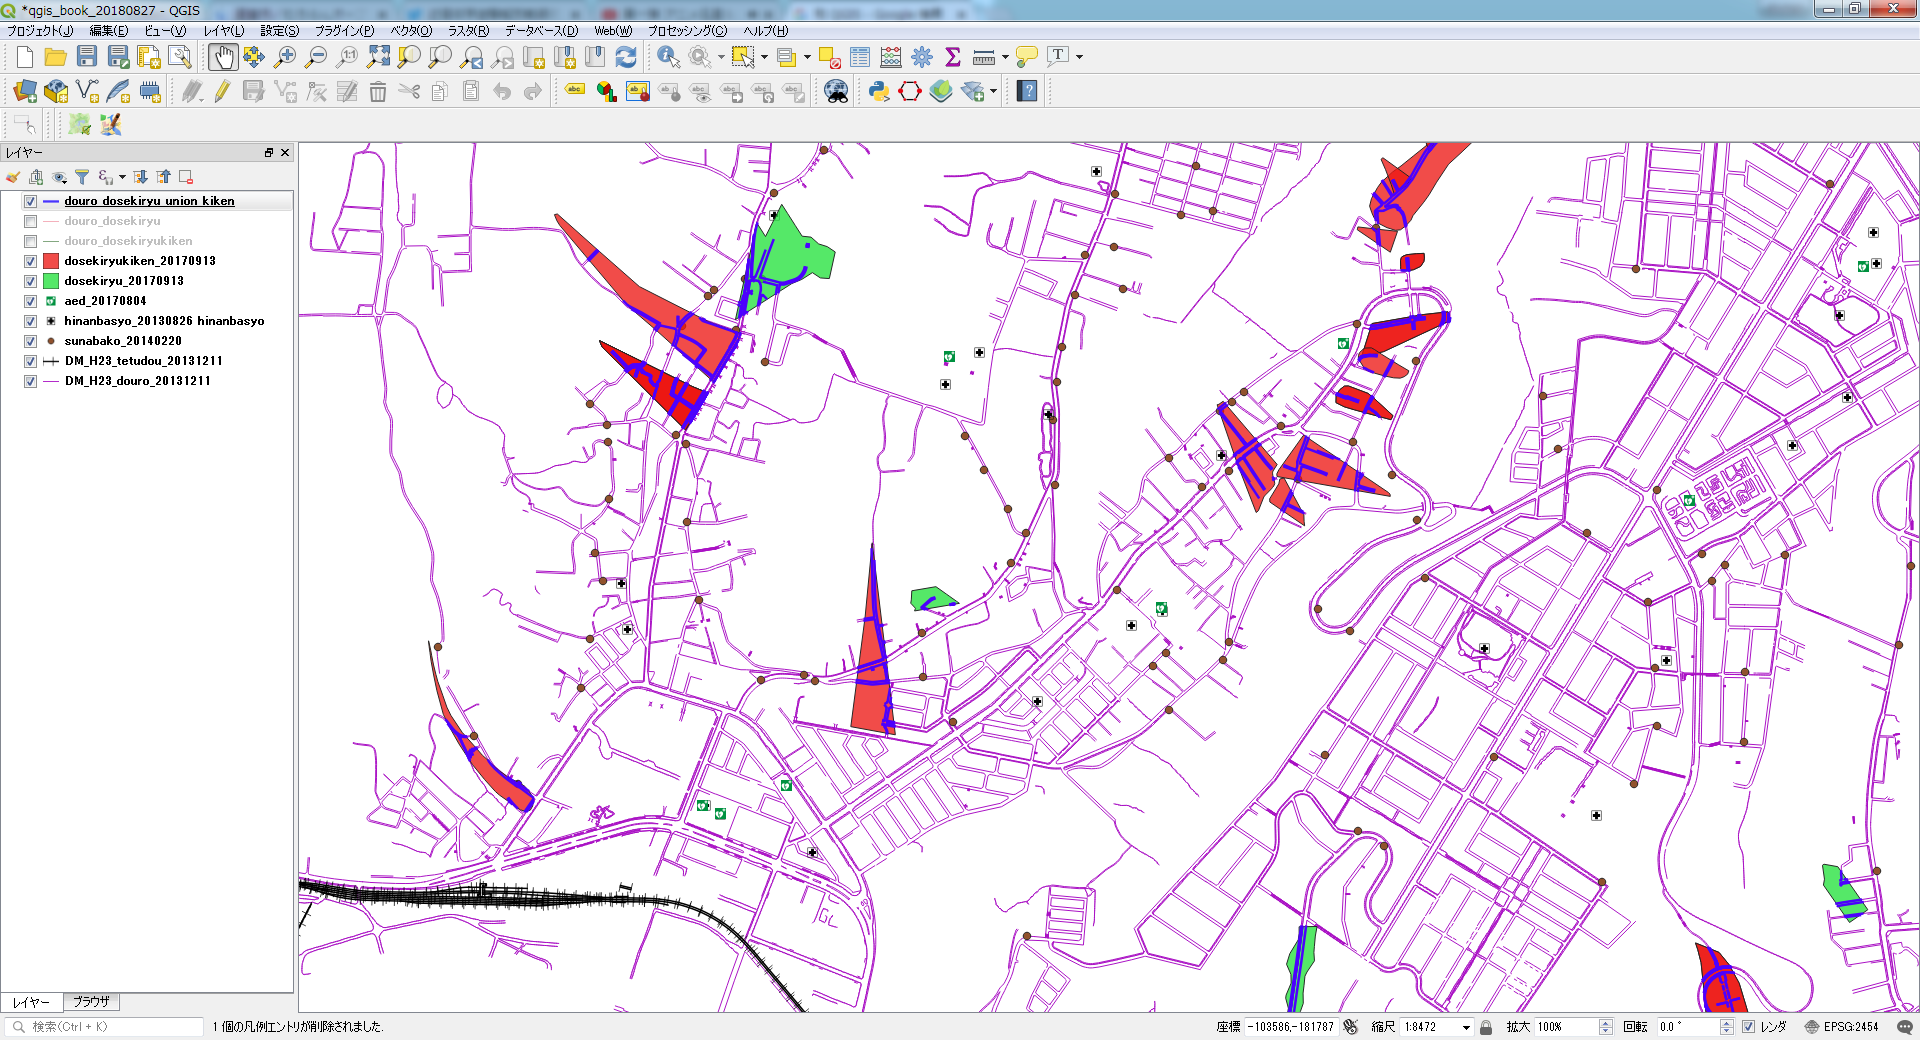 *qgis_book_20180827 - QGIS
プロジェクト(J) 編集(E) ビュー(V) レイヤ(L) 設定(S) プラグイン(P) ベクタ(O) ラスタ(R) データベース(D) Web(W) プロセッシング(C) ヘルプ(H)
レイヤー
douro_dosekiryu_union_kiken
douro_dosekiryu
douro_dosekiryukiken
dosekiryukiken_20170913
dosekiryu_20170913
aed_20170804
hinanbasyo_20130826 hinanbasyo
sunabako_20140220
DM_H23_tetudou_20131211
DM_H23_douro_20131211
レイヤー ブラウザ
検索(Ctrl + K) 1 個の凡例エントリが削除されました. 座標 -103586,-181787 縮尺 1:8472 拡大 100% 回転 0.0 ° レンダ EPSG:2454